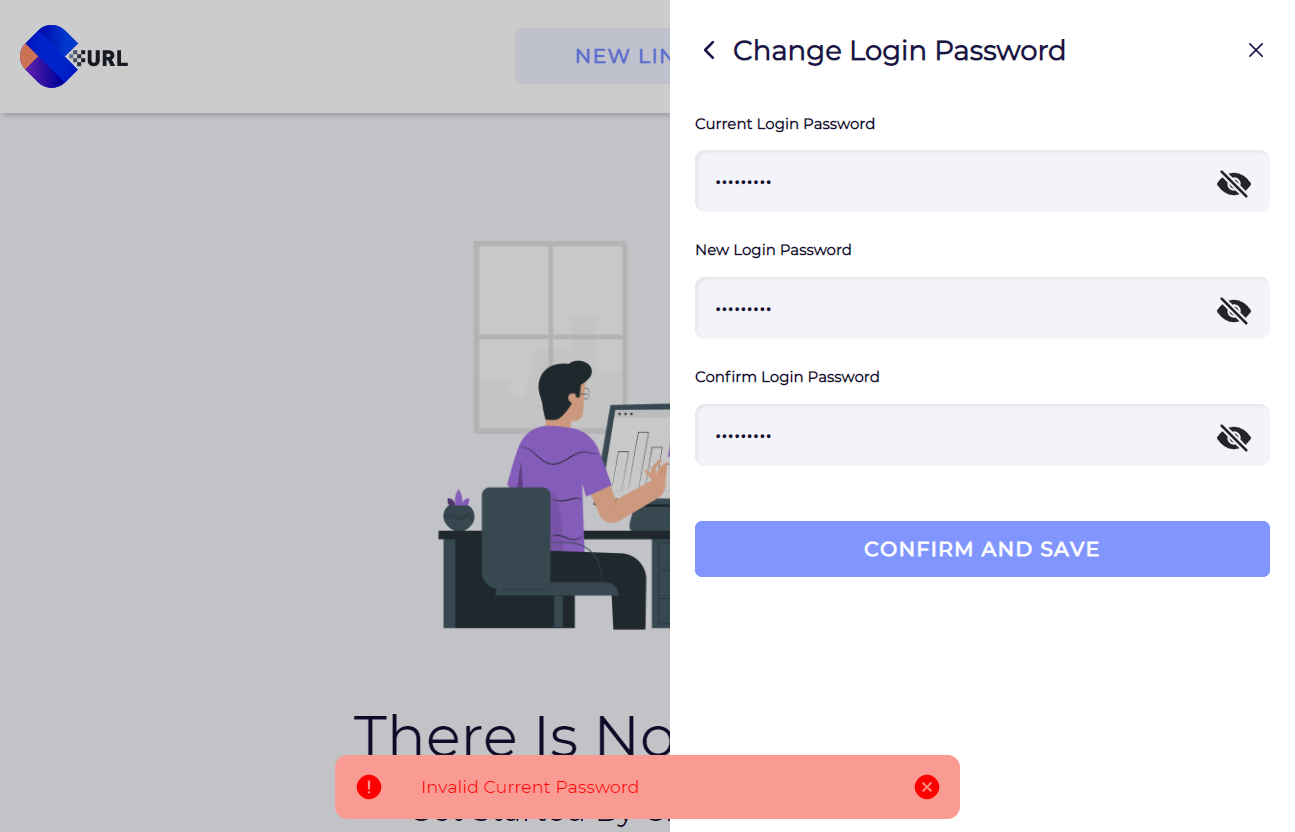 URL
NEW LIN
Change Login Password
Current Login Password
•••••••••
New Login Password
•••••••••
Confirm Login Password
•••••••••
CONFIRM AND SAVE
There Is No
Invalid Current Password
Get Started By